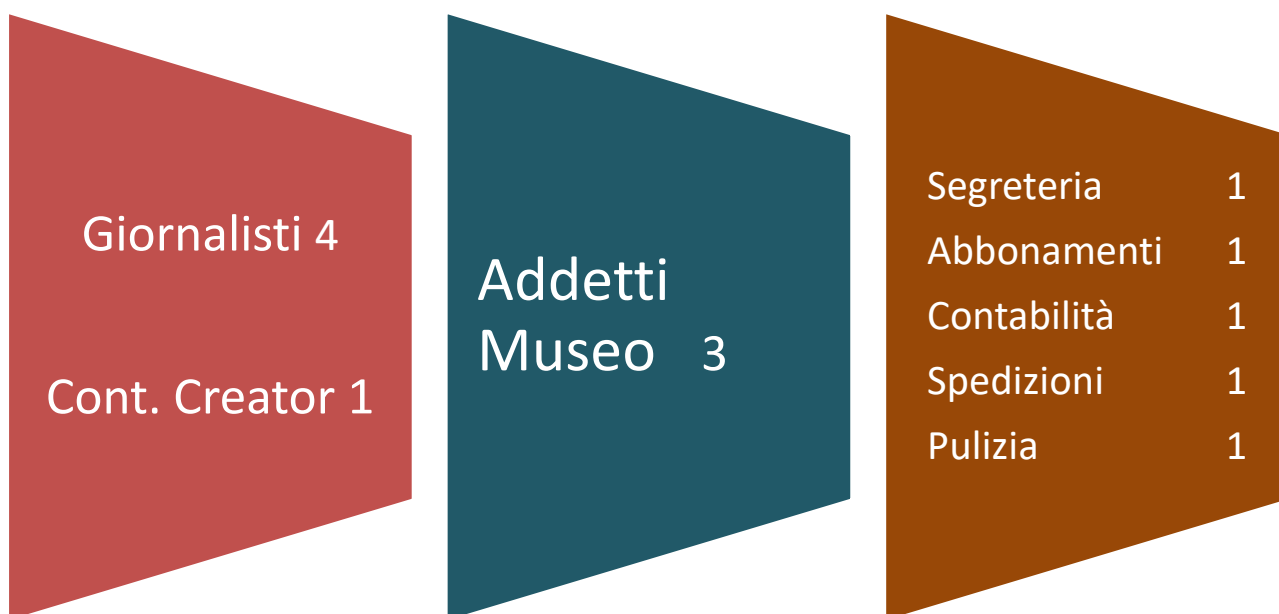 Giornalisti 4
Cont. Creator 1
Addetti
Museo 3
Segreteria 1
Abbonamenti 1
Contabilità 1
Spedizioni 1
Pulizia 1